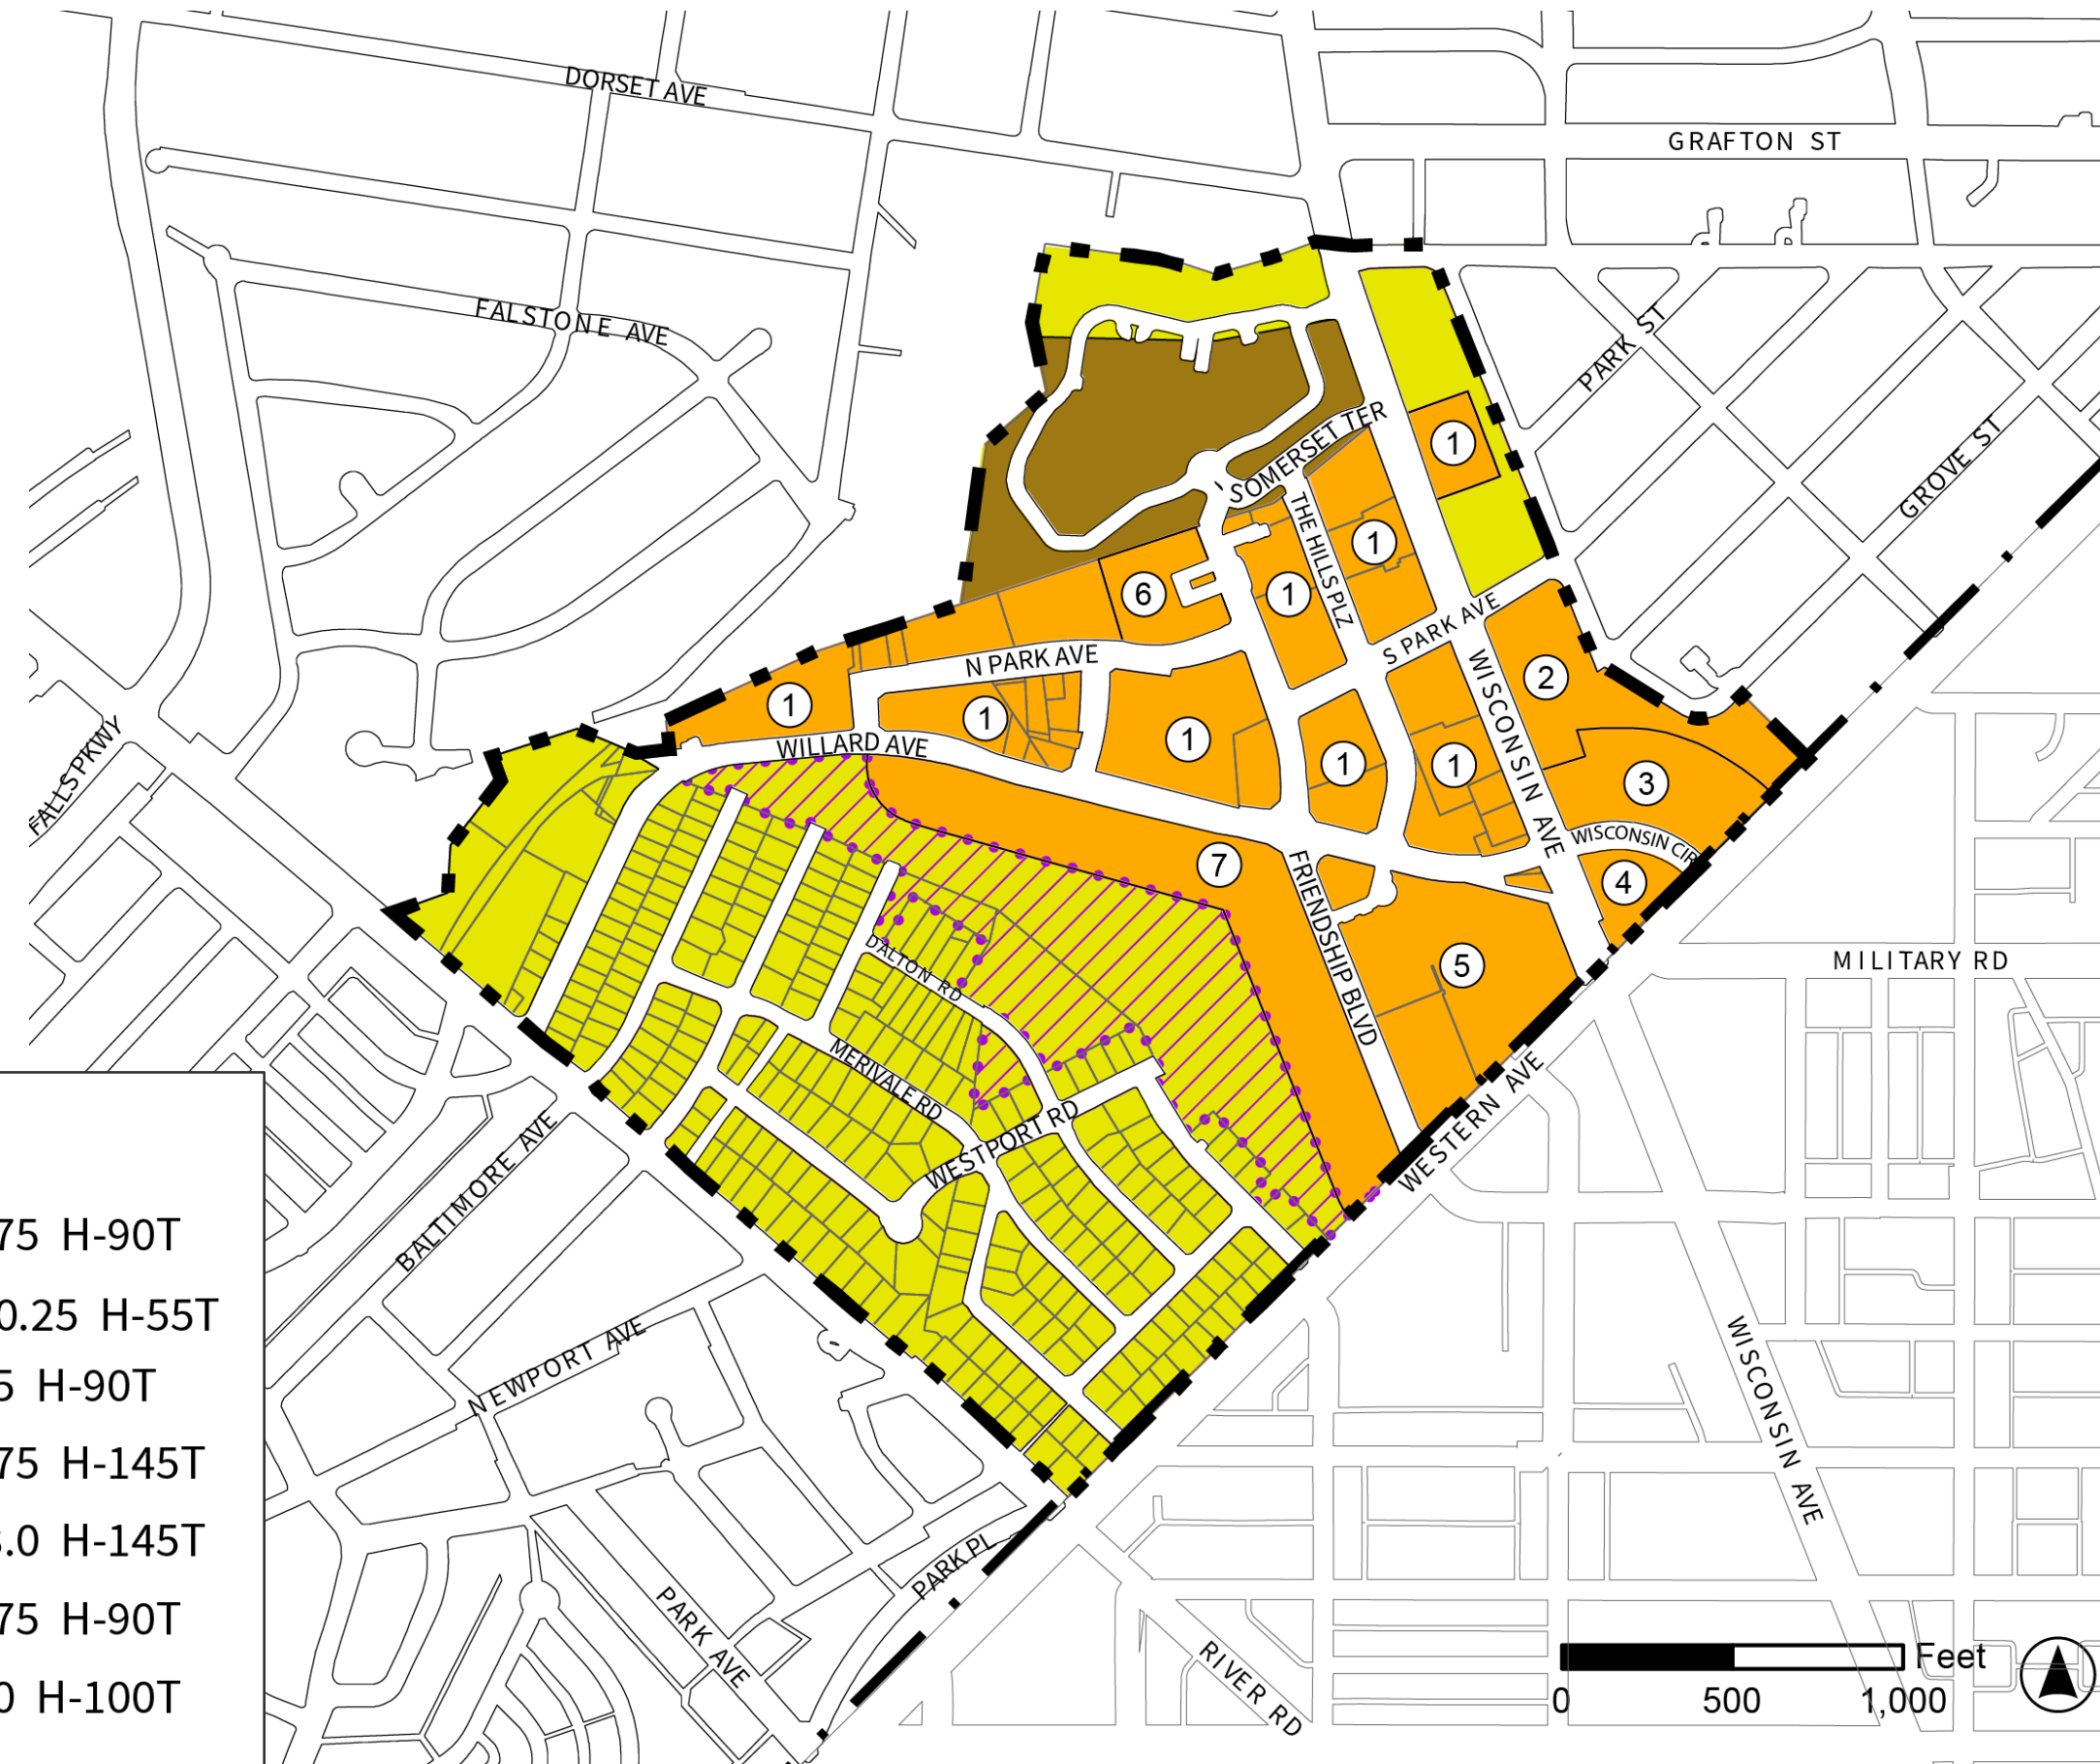 DORSET AVE
GRAFTON ST
FALSTONE AVE
PARK ST
GROVE ST
SOMERSET TER
1
THE HILLS PLZ
1
1
6
S PARK AVE
N PARK AVE
2
1
1
1
1
1
WISCONSIN AVE
WILLARD AVE
FALLS PKWY
3
WISCONSIN CIR
7
4
FRIENDSHIP BLVD
DALTON RD
5
MILITARY RD
MERIVALE RD
WESTPORT RD
WESTERN AVE
BALTIMORE AVE
75 H-90T
0.25 H-55T
5 H-90T
75 H-145T
3.0 H-145T
75 H-90T
0 H-100T
NEWPORT AVE
WISCONSIN AVE
PARK PL
PARK AVE
RIVER RD
Feet
0 500 1,000